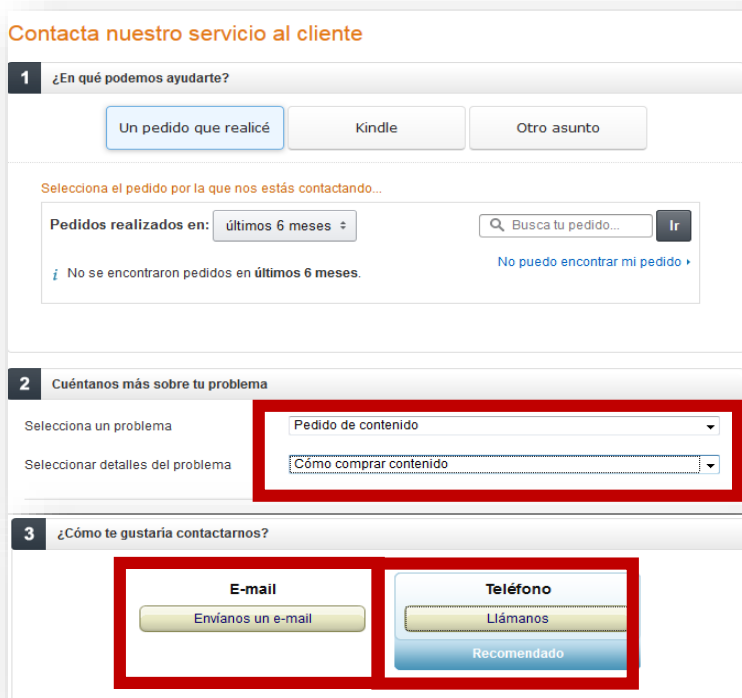 Contacta nuestro servicio al cliente
1 ¿En qué podemos ayudarte?
Un pedido que realicé Kindle Otro asunto
Selecciona el pedido por la que nos estás contactando...
Pedidos realizados en: últimos 6 meses Busca tu pedido... Ir
No puedo encontrar mi pedido
i No se encontraron pedidos en últimos 6 meses.
2 Cuéntanos más sobre tu problema
Selecciona un problema Pedido de contenido
Seleccionar detalles del problema Cómo comprar contenido
3 ¿Cómo te gustaría contactarnos?
E-mail Teléfono
Envíanos un e-mail Llámanos
Recomendado